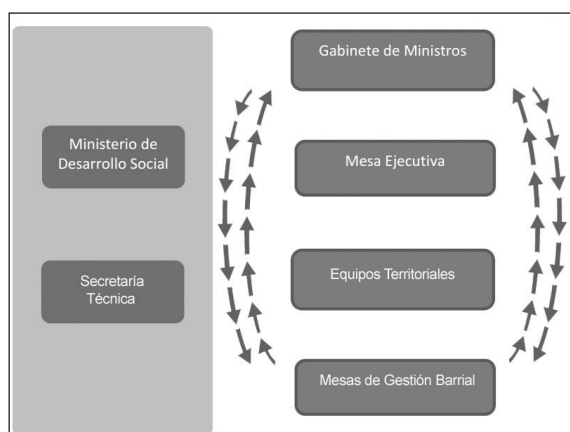 Gabinete de Ministros
Ministerio de
Desarrollo Social
Mesa Ejecutiva
Secretaría
Técnica
Equipos Territoriales
Mesas de Gestión Barrial